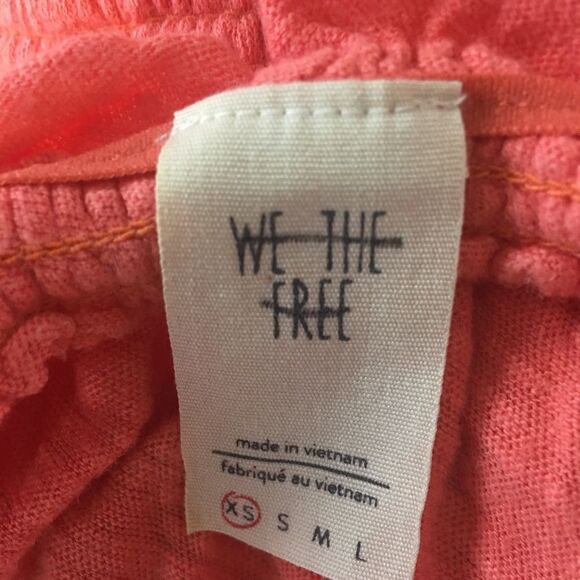 WE THE
FREE
made in vietnam
fabriqué au vietnam
XS S M L